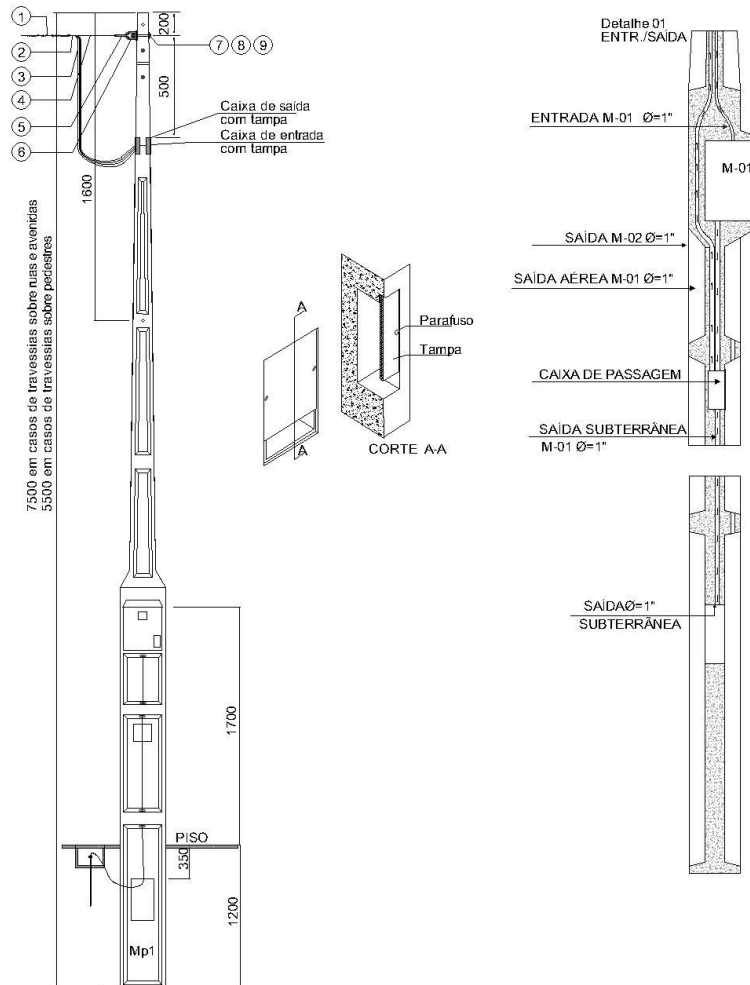 1
2
3
4
5
6
7 8 9
200
500
Caixa de saída
com tampa
Caixa de entrada
com tampa
1600
7500 em casos de travessias sobre ruas e avenidas
5500 em casos de travessias sobre pedestres
A
A
Parafuso
Tampa
CORTE A-A
1700
PISO
350
1200
Mp1
Detalhe 01
ENTR./SAÍDA
ENTRADA M-01 Ø=1"
M-01
SAÍDA M-02 Ø=1"
SAÍDA AÉREA M-01 Ø=1"
CAIXA DE PASSAGEM
SAÍDA SUBTERRÂNEA
M-01 Ø=1"
SAÍDAØ=1"
SUBTERRÂNEA